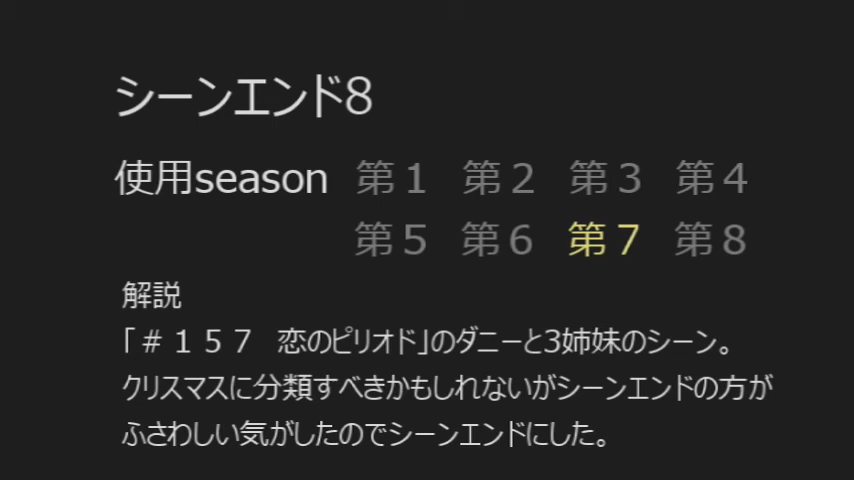 シーンエンド8
使用season 第１ 第２ 第３ 第４
第５ 第６ 第７ 第８
解説
｢＃１５７　恋のピリオド｣のダニーと3姉妹のシーン。
クリスマスに分類すべきかもしれないがシーンエンドの方が
ふさわしい気がしたのでシーンエンドにした。